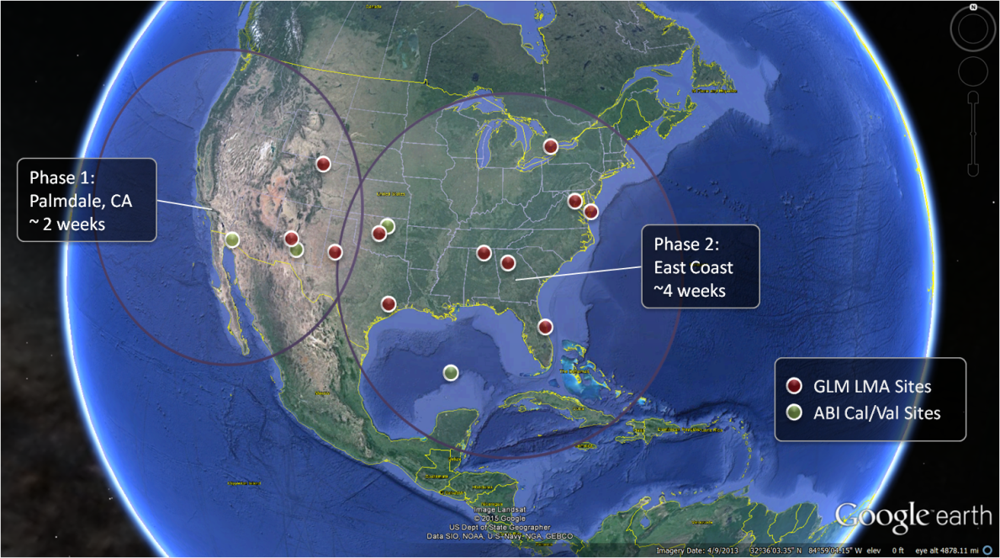 Canada
N
Phase 1:
Palmdale, CA
~ 2 weeks
United States
Phase 2:
East Coast
~4 weeks
GLM LMA Sites
ABI Cal/Val Sites
Image Landsat
© 2015 Google
US Dept of State Geographer
Data SIO, NOAA, U.S. Navy, NGA, GEBCO
Google earth
Imagery Date: 4/9/2013 32°36'03.35" N 84°59'04.15" W elev 0 ft eye alt 4878.11 mi